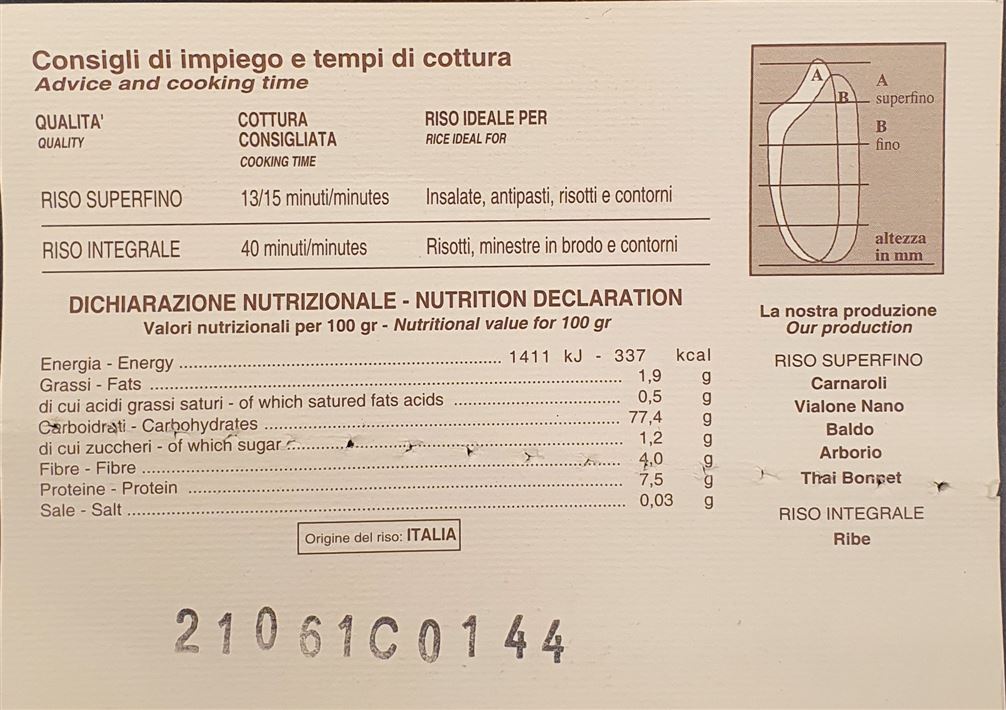 Consigli di impiego e tempi di cottura
Advice and cooking time
QUALITA' COTTURA CONSIGLIATA RISO IDEALE PER
QUALITY COOKING TIME RICE IDEAL FOR
RISO SUPERFINO 13/15 minuti/minutes Insalate, antipasti, risotti e contorni
RISO INTEGRALE 40 minuti/minutes Risotti, minestre in brodo e contorni
A
B
A
superfino
B
fino
altezza
in mm
DICHIARAZIONE NUTRIZIONALE - NUTRITION DECLARATION
Valori nutrizionali per 100 gr - Nutritional value for 100 gr
Energia - Energy 1411 kJ - 337 kcal
Grassi - Fats 1,9 g
di cui acidi grassi saturi - of which satured fats acids 0,5 g
Carboidrati - Carbohydrates 77,4 g
di cui zuccheri - of which sugar 1,2 g
Fibre - Fibre 4,0 g
Proteine - Protein 7,5 g
Sale - Salt 0,03 g
Origine del riso: ITALIA
La nostra produzione
Our production
RISO SUPERFINO
Carnaroli
Vialone Nano
Baldo
Arborio
Thai Bonnet
RISO INTEGRALE
Ribe
21061C0144